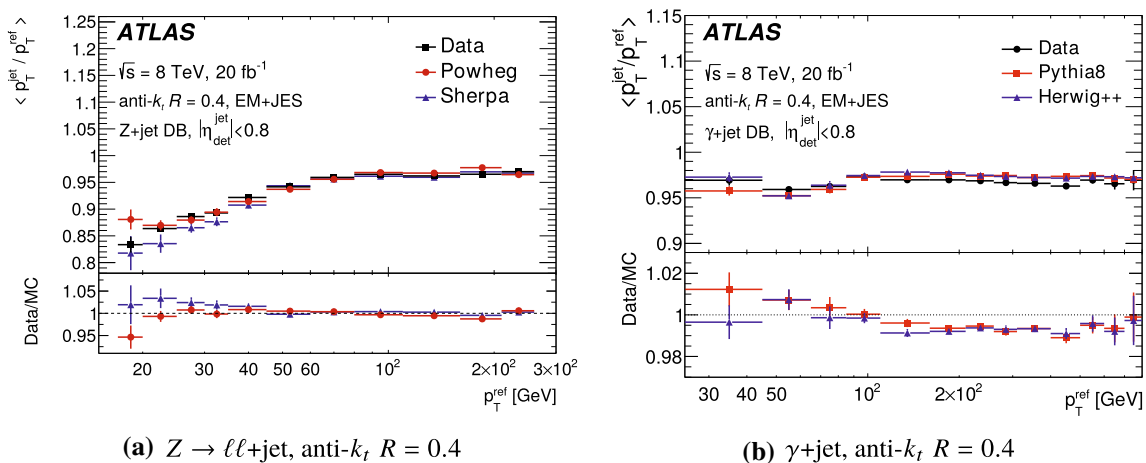 < p_T^jet / p_T^ref >
1.25
1.2
1.15
1.1
1.05
1
0.95
0.9
0.85
0.8
ATLAS
√s = 8 TeV, 20 fb⁻¹
anti-k_t R = 0.4, EM+JES
Z+jet DB, |η_det^jet|<0.8
Data
Powheg
Sherpa
Data/MC
1.05
1.00
0.95
20 30 40 50 60 10² 2×10² 3×10²
p_T^ref [GeV]
(a) Z → ℓℓ+jet, anti-k_t R = 0.4
<p_T^jet/p_T^ref>
1.15
1.1
1.05
1
0.95
0.9
ATLAS
√s = 8 TeV, 20 fb⁻¹
anti-k_t R = 0.4, EM+JES
γ+jet DB, |η_det^jet|<0.8
Data
Pythia8
Herwig++
Data/MC
1.02
1
0.98
30 40 50 10² 2×10²
p_T^ref [GeV]
(b) γ+jet, anti-k_t R = 0.4